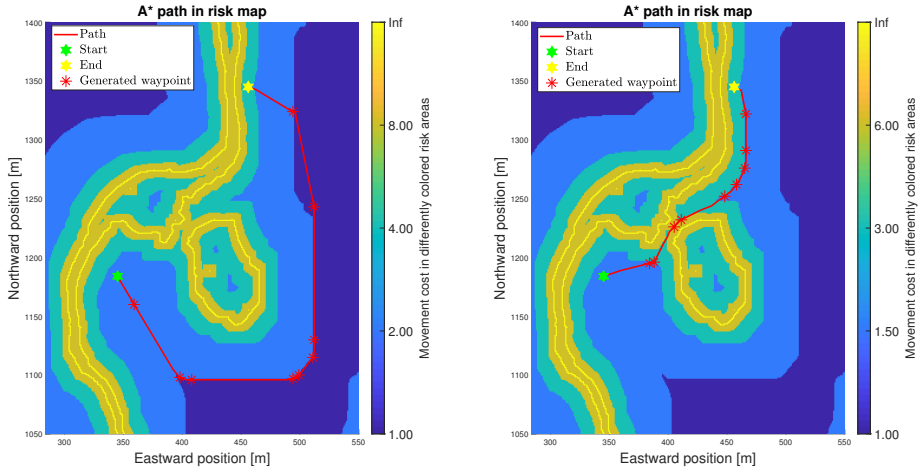 A* path in risk map
Path
Start
End
Generated waypoint
1400
1350
1300
1250
1200
1150
1100
1050
300
350
400
450
500
550
Northward position [m]
Eastward position [m]
Inf
8.00
4.00
2.00
1.00
Movement cost in differently colored risk areas
A* path in risk map
Path
Start
End
Generated waypoint
1400
1350
1300
1250
1200
1150
1100
1050
300
350
400
450
500
550
Northward position [m]
Eastward position [m]
Inf
6.00
3.00
1.50
1.00
Movement cost in differently colored risk areas